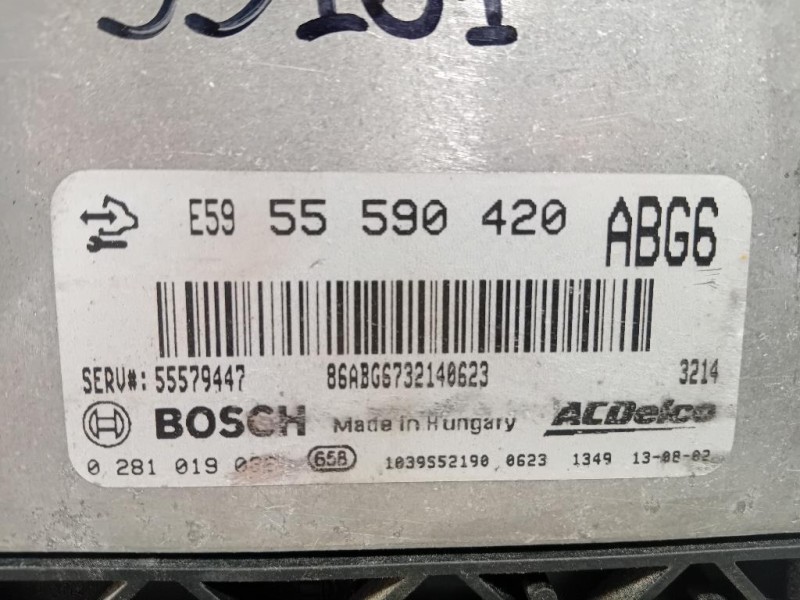 E59 55 590 420 ABG6
SERV#: 55579447 86ABG6732140623 3214
BOSCH Made in Hungary ACDelco
0 281 019 658 1039S52190 0623 1349 13-08-02